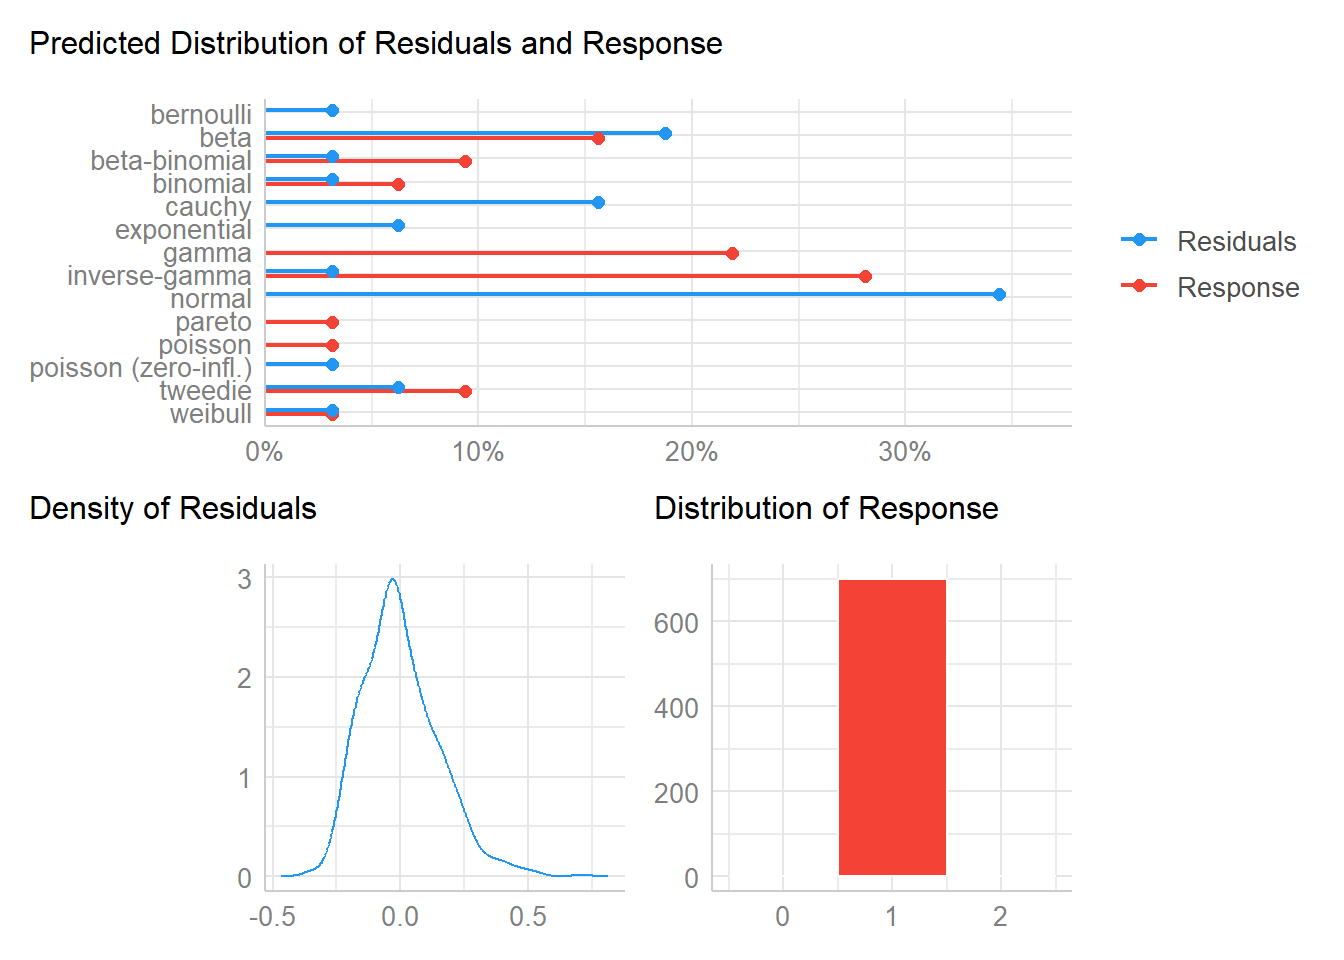 Predicted Distribution of Residuals and Response
bernoulli
beta
beta-binomial
binomial
cauchy
exponential
gamma
inverse-gamma
normal
pareto
poisson
poisson (zero-infl.)
tweedie
weibull
0% 10% 20% 30%
Residuals
Response
Density of Residuals
3
2
1
0
-0.5 0.0 0.5
Distribution of Response
600
400
200
0
0 1 2